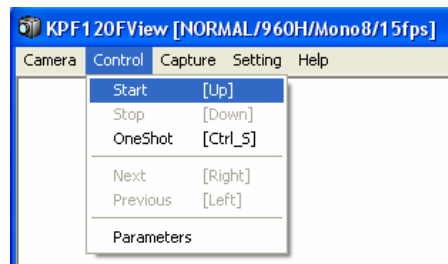 KPF120FView [NORMAL/960H/Mono8/15fps]
Camera Control Capture Setting Help
Start [Up]
Stop [Down]
OneShot [Ctrl_S]
Next [Right]
Previous [Left]
Parameters